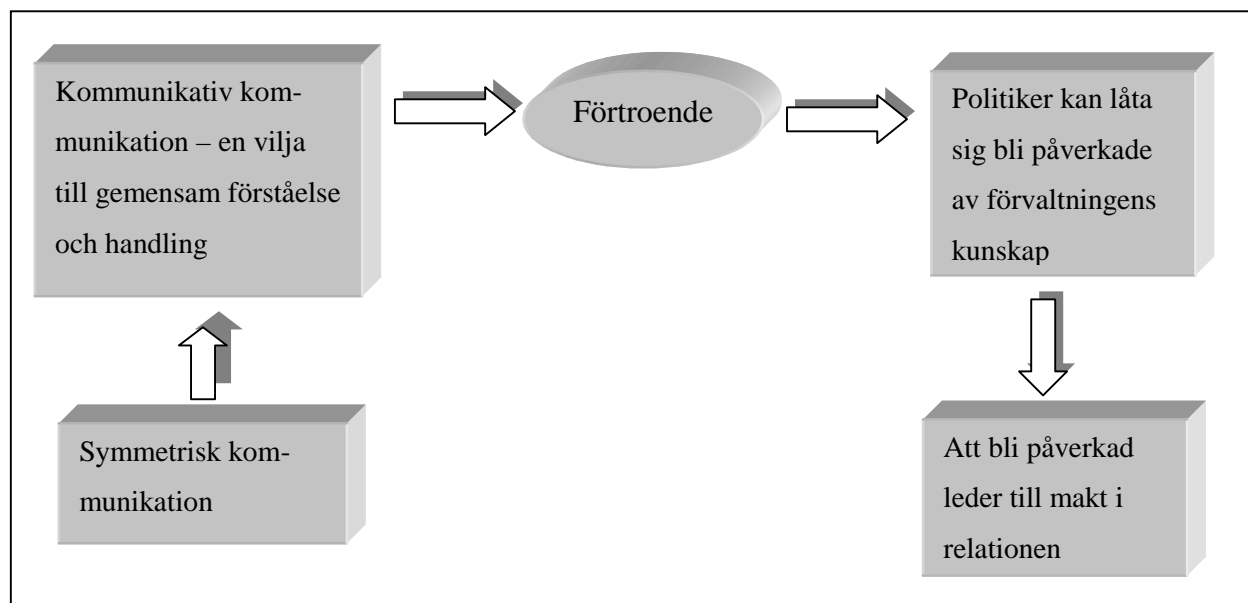 Kommunikativ kom-
munikation – en vilja
till gemensam förståelse
och handling
Förtroende
Politiker kan låta
sig bli påverkade
av förvaltningens
kunskap
Symmetrisk kom-
munikation
Att bli påverkad
leder till makt i
relationen